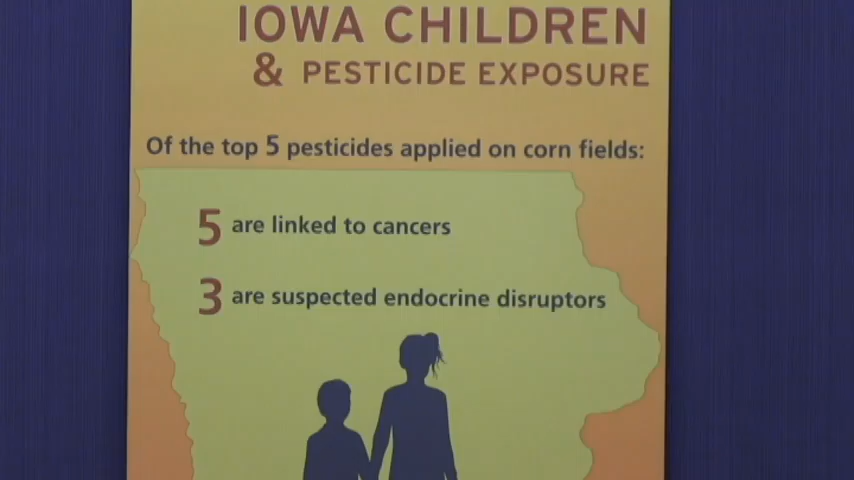 IOWA CHILDREN
& PESTICIDE EXPOSURE
Of the top 5 pesticides applied on corn fields:
5 are linked to cancers
3 are suspected endocrine disruptors